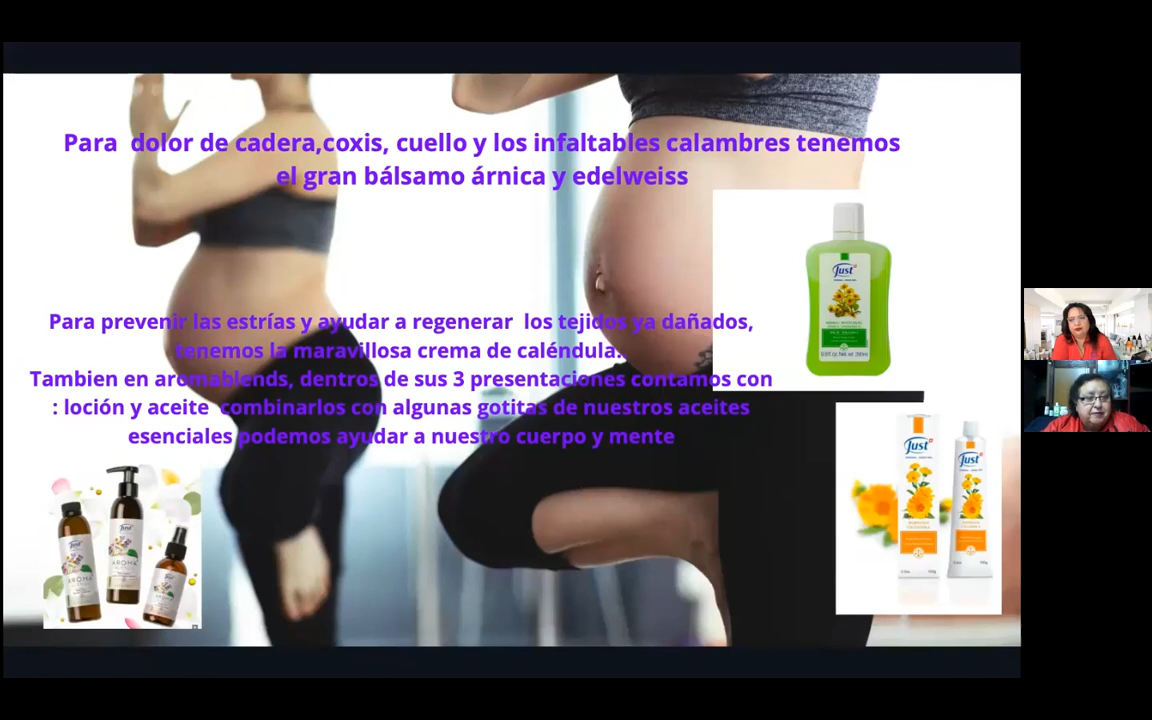 Para dolor de cadera,coxis, cuello y los infaltables calambres tenemos
el gran bálsamo árnica y edelweiss
Just
Para prevenir las estrías y ayudar a regenerar los tejidos ya dañados,
tenemos la maravillosa crema de caléndula..
Tambien en aromablends, dentros de sus 3 presentaciones contamos con
: loción y aceite combinarlos con algunas gotitas de nuestros aceites
esenciales podemos ayudar a nuestro cuerpo y mente
Just
Just
Just
AROMA
Just
AROMA